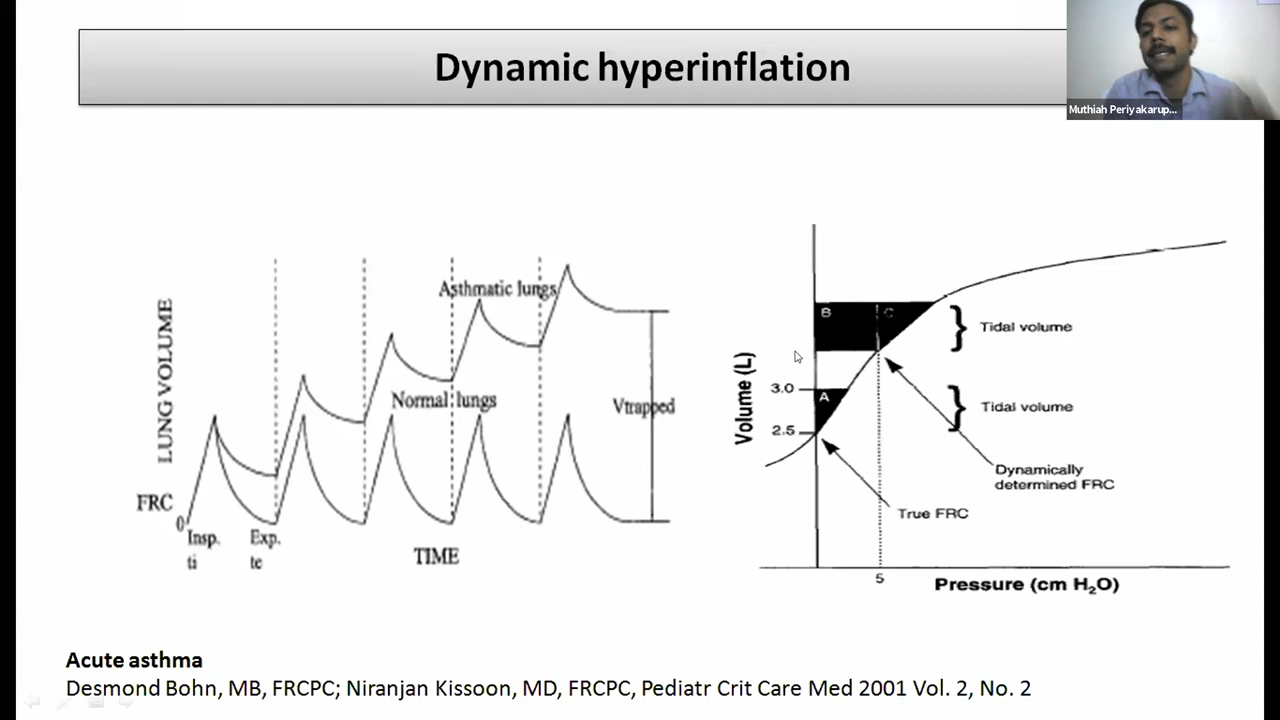 Dynamic hyperinflation
Muthiah Periyakarup...
LUNG VOLUME
Asthmatic lungs
Normal lungs
Vtrapped
FRC
0
Insp.
ti
Exp.
te
TIME
Volume (L)
B
C
A
3.0
2.5
Tidal volume
Tidal volume
Dynamically
determined FRC
True FRC
5
Pressure (cm H₂O)
Acute asthma
Desmond Bohn, MB, FRCPC; Niranjan Kissoon, MD, FRCPC, Pediatr Crit Care Med 2001 Vol. 2, No. 2